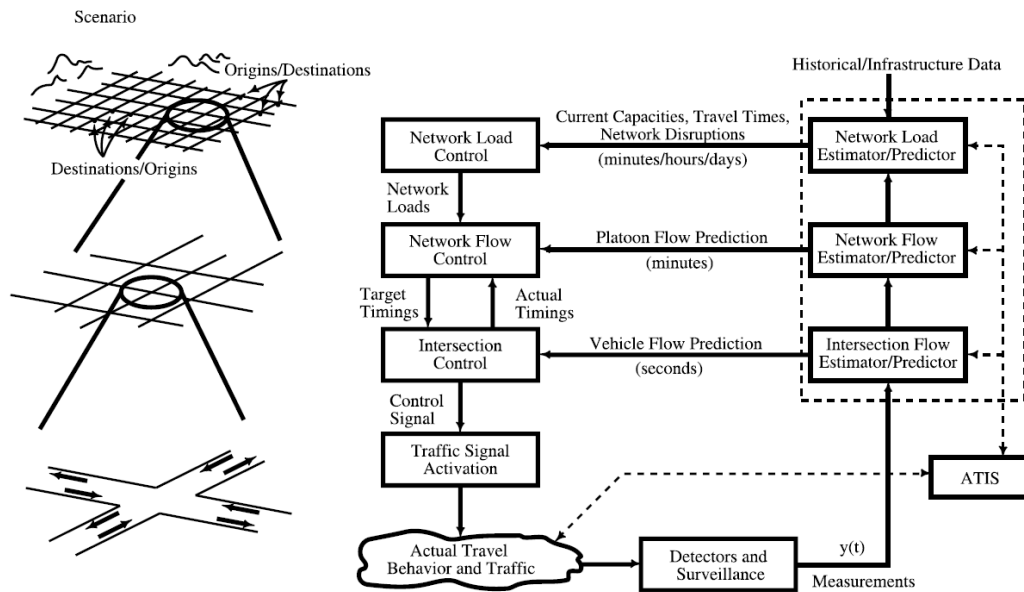 Scenario
Origins/Destinations
Destinations/Origins
Historical/Infrastructure Data
Current Capacities, Travel Times,
Network Disruptions
(minutes/hours/days)
Network Load
Control
Network Load
Estimator/Predictor
Network
Loads
Network Flow
Control
Platoon Flow Prediction
(minutes)
Network Flow
Estimator/Predictor
Target
Timings
Actual
Timings
Intersection
Control
Vehicle Flow Prediction
(seconds)
Intersection Flow
Estimator/Predictor
Control
Signal
Traffic Signal
Activation
ATIS
Actual Travel
Behavior and Traffic
Detectors and
Surveillance
y(t)
Measurements